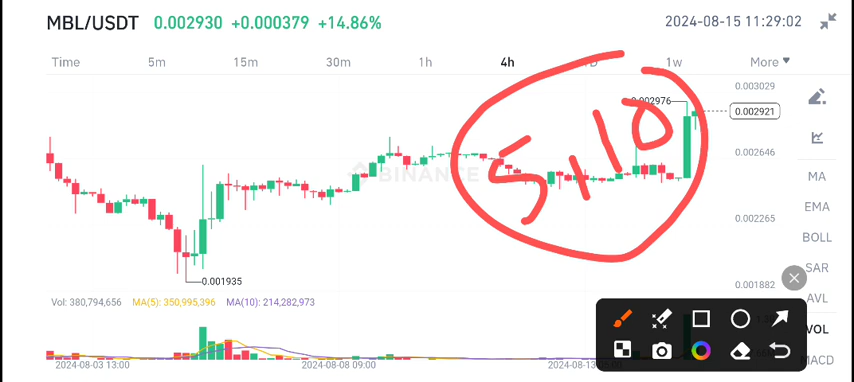 MBL/USDT 0.002930 +0.000379 +14.86% 2024-08-15 11:29:02
Time 5m 15m 30m 1h 4h D 1w More
0.003029
0.002976
0.002921
0.002646
MA
BINANCE
EMA
0.002265
BOLL
SAR
0.001935
0.001882
AVL
Vol: 380,794,656 MA(5): 350,995,396 MA(10): 214,282,973
VOL
MACD
2024-08-03 13:00 2024-08-08 09:00